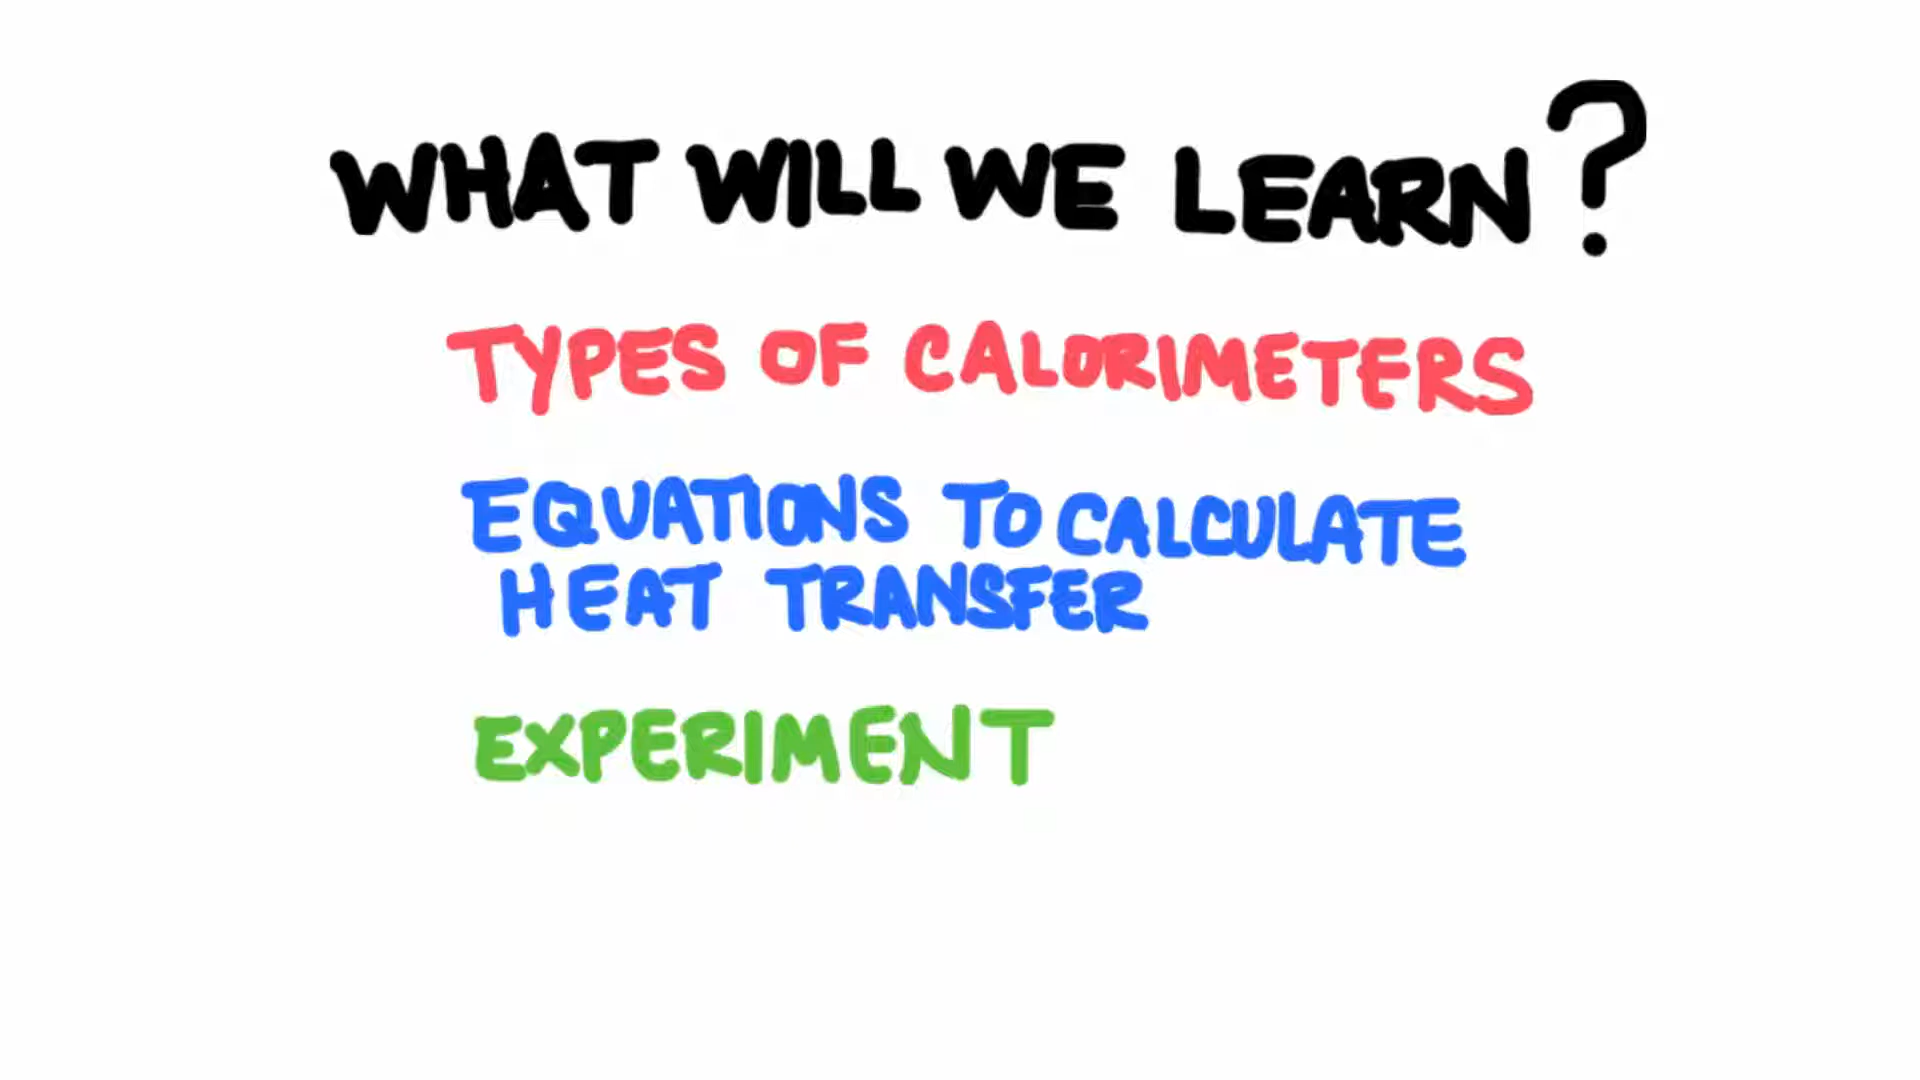 WHAT WILL WE LEARN?
TYPES OF CALORIMETERS
EQUATIONS TO CALCULATE
HEAT TRANSFER
EXPERIMENT